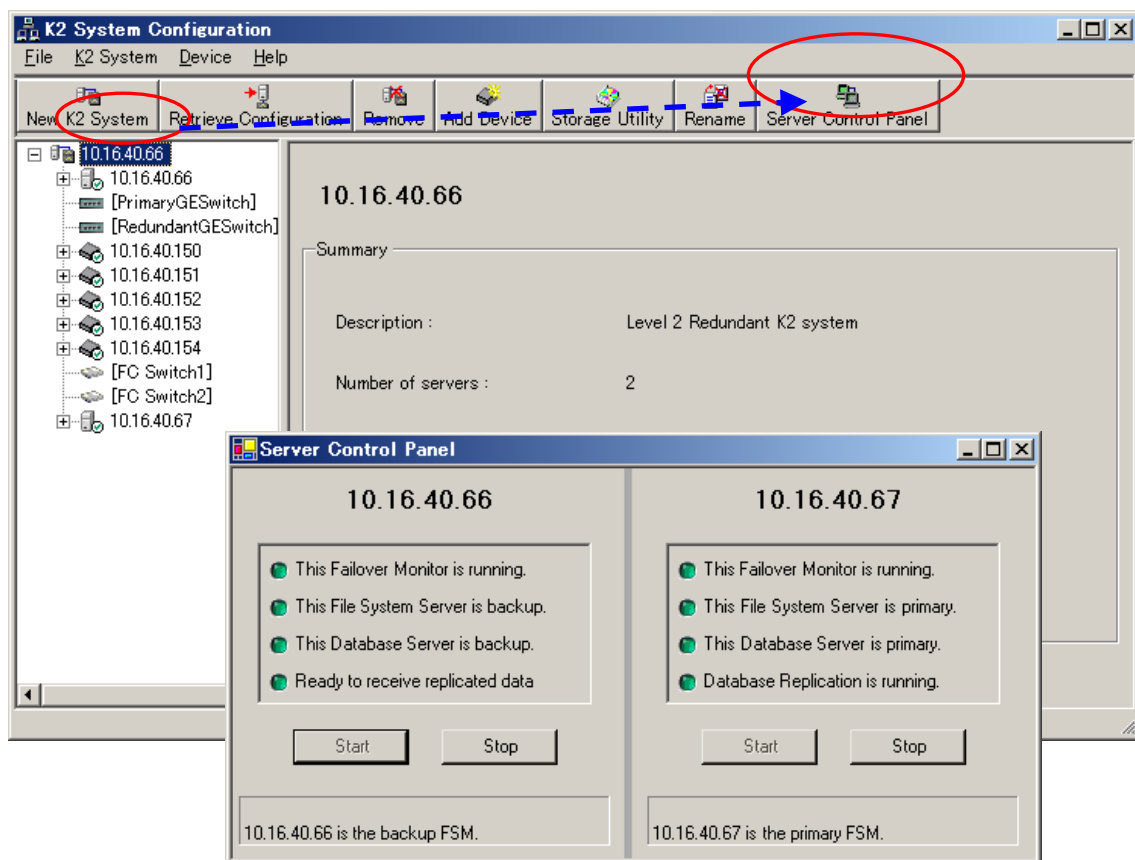 K2 System Configuration
File K2 System Device Help
New K2 System Retrieve Configuration Remove Add Device Storage Utility Rename Server Control Panel
10.16.40.66
10.16.40.66
[PrimaryGESwitch]
[RedundantGESwitch]
10.16.40.150
10.16.40.151
10.16.40.152
10.16.40.153
10.16.40.154
[FC Switch1]
[FC Switch2]
10.16.40.67
10.16.40.66
Summary
Description : Level 2 Redundant K2 system
Number of servers : 2
Server Control Panel
10.16.40.66
This Failover Monitor is running.
This File System Server is backup.
This Database Server is backup.
Ready to receive replicated data
Start Stop
10.16.40.66 is the backup FSM.
10.16.40.67
This Failover Monitor is running.
This File System Server is primary.
This Database Server is primary.
Database Replication is running.
Start Stop
10.16.40.67 is the primary FSM.